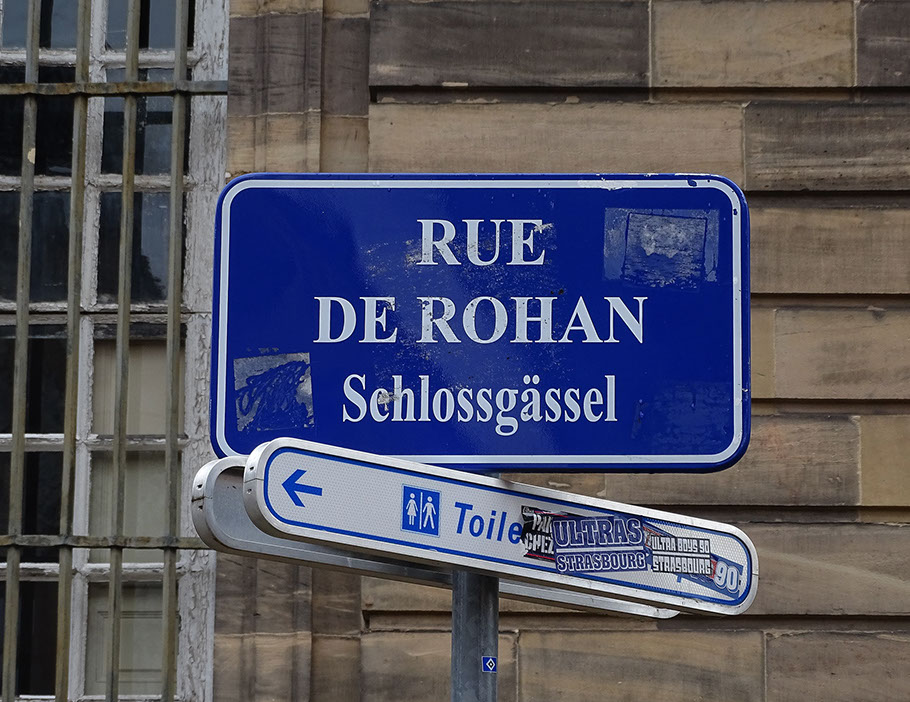 RUE
DE ROHAN
Schlossgässel
Toile
ULTRAS
STRASBOURG
ULTRA BOYS 90
STRASBOURG
90